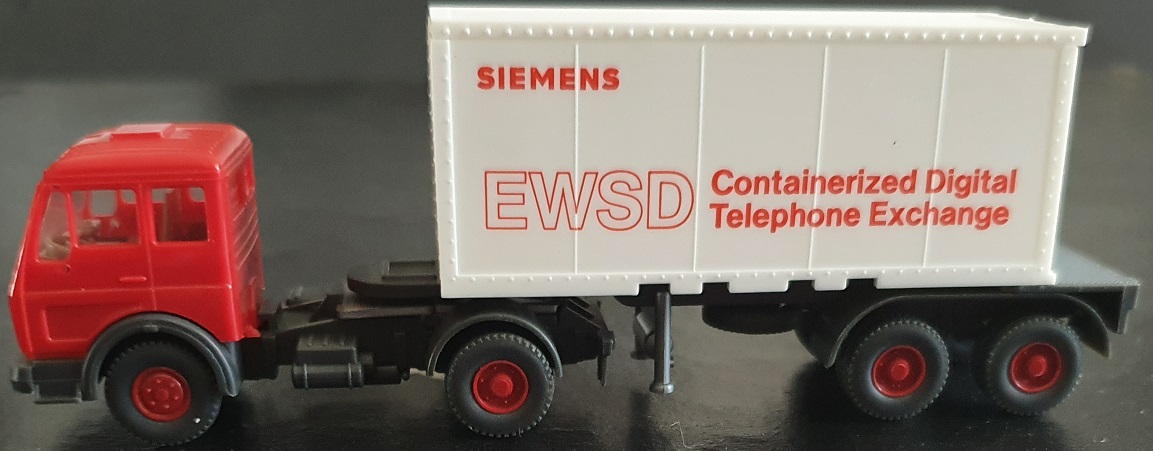 SIEMENS
EWSD
Containerized Digital
Telephone Exchange